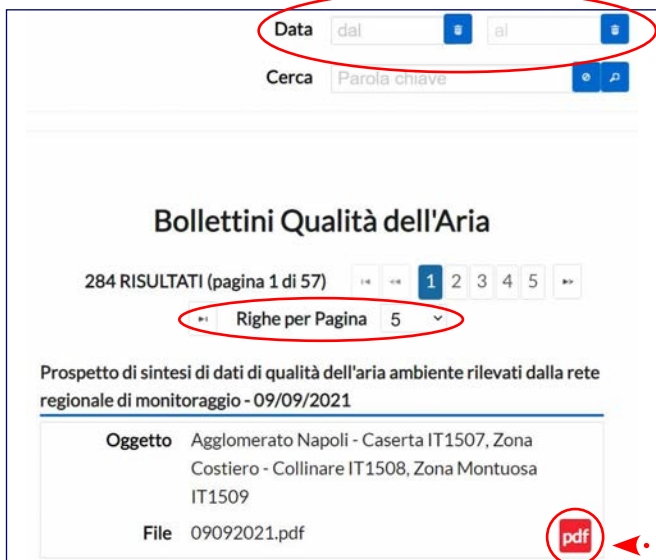 Data dal al
Cerca Parola chiave
Bollettini Qualità dell'Aria
284 RISULTATI (pagina 1 di 57) 1 2 3 4 5
Righe per Pagina 5
Prospetto di sintesi di dati di qualità dell'aria ambiente rilevati dalla rete
regionale di monitoraggio - 09/09/2021
Oggetto Agglomerato Napoli - Caserta IT1507, Zona
Costiero - Collinare IT1508, Zona Montuosa
IT1509
File 09092021.pdf pdf